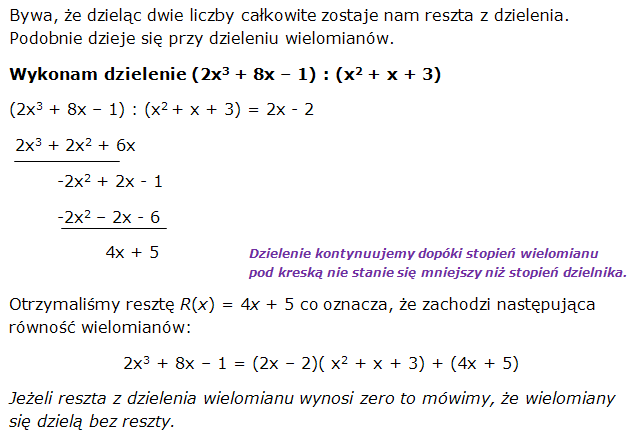 Bywa, że dzieląc dwie liczby całkowite zostaje nam reszta z dzielenia.
Podobnie dzieje się przy dzieleniu wielomianów.
Wykonam dzielenie (2x³ + 8x – 1) : (x² + x + 3)
(2x³ + 8x – 1) : (x² + x + 3) = 2x - 2
2x³ + 2x² + 6x
-2x² + 2x - 1
-2x² – 2x - 6
4x + 5
Dzielenie kontynuujemy dopóki stopień wielomianu
pod kreską nie stanie się mniejszy niż stopień dzielnika.
Otrzymaliśmy resztę R(x) = 4x + 5 co oznacza, że zachodzi następująca
równość wielomianów:
2x³ + 8x – 1 = (2x – 2)( x² + x + 3) + (4x + 5)
Jeżeli reszta z dzielenia wielomianu wynosi zero to mówimy, że wielomiany
się dzielą bez reszty.